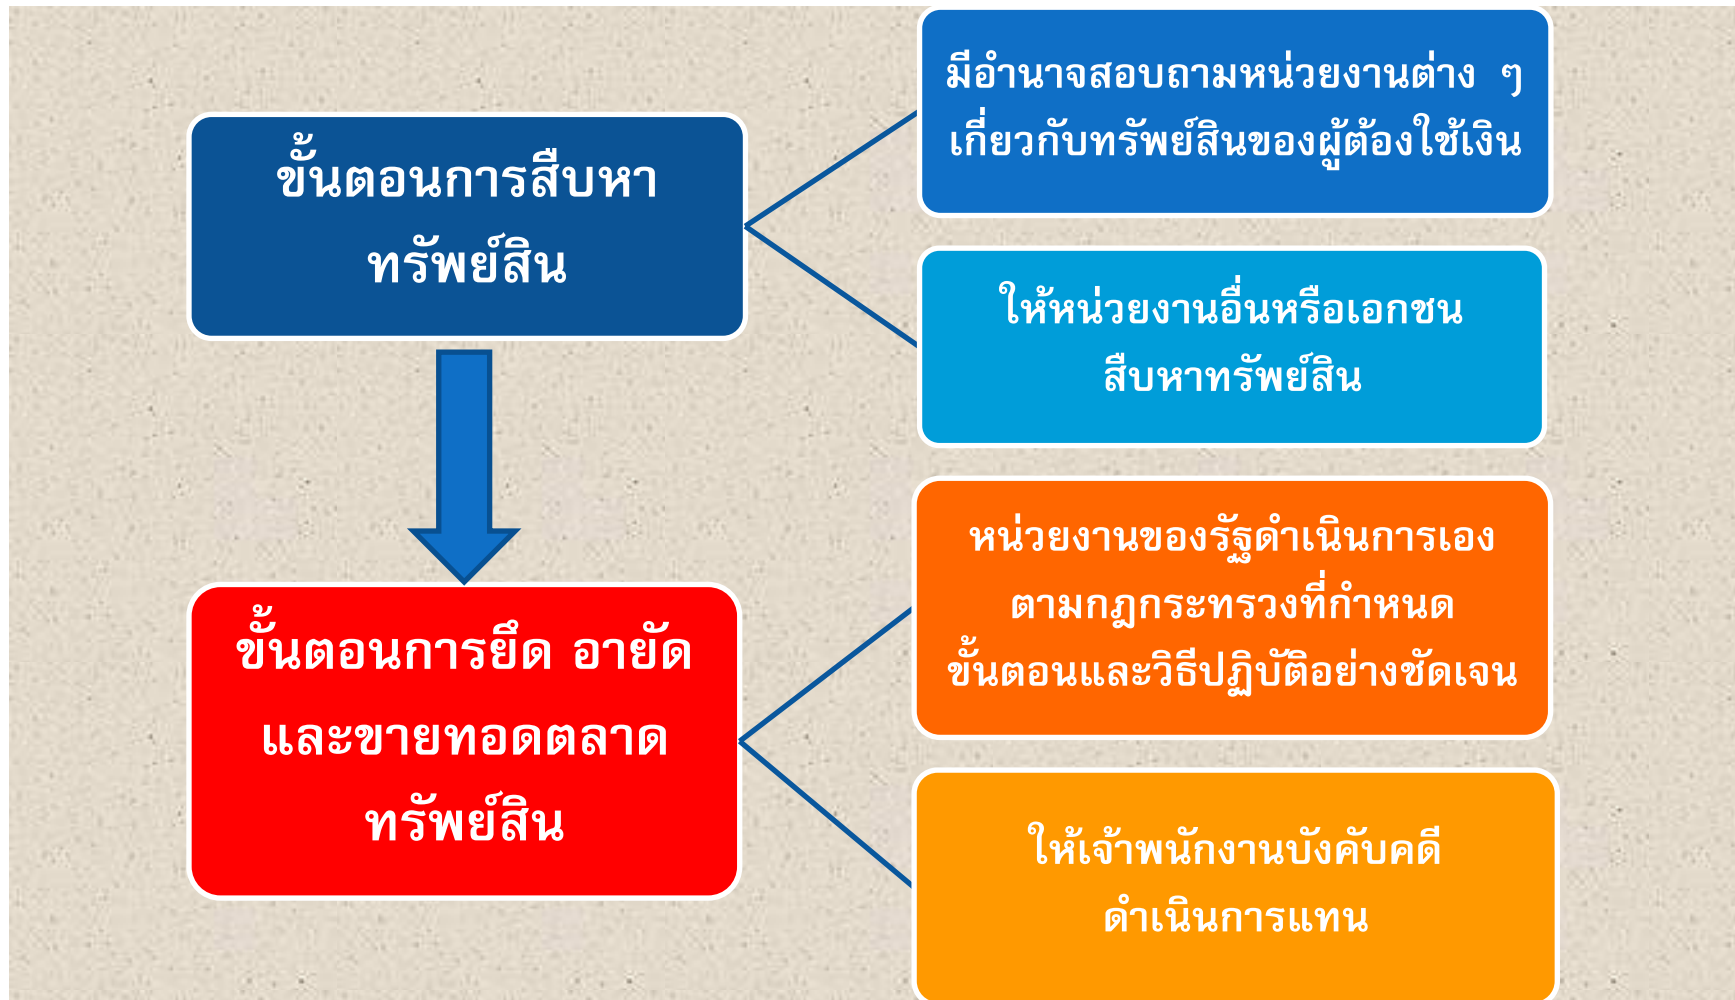 ขั้นตอนการสืบหา
ทรัพย์สิน
มีอำนาจสอบถามหน่วยงานต่าง ๆ
เกี่ยวกับทรัพย์สินของผู้ต้องใช้เงิน
ให้หน่วยงานอื่นหรือเอกชน
สืบหาทรัพย์สิน
ขั้นตอนการยึด อายัด
และขายทอดตลาด
ทรัพย์สิน
หน่วยงานของรัฐดำเนินการเอง
ตามกฎกระทรวงที่กำหนด
ขั้นตอนและวิธีปฏิบัติอย่างชัดเจน
ให้เจ้าพนักงานบังคับคดี
ดำเนินการแทน